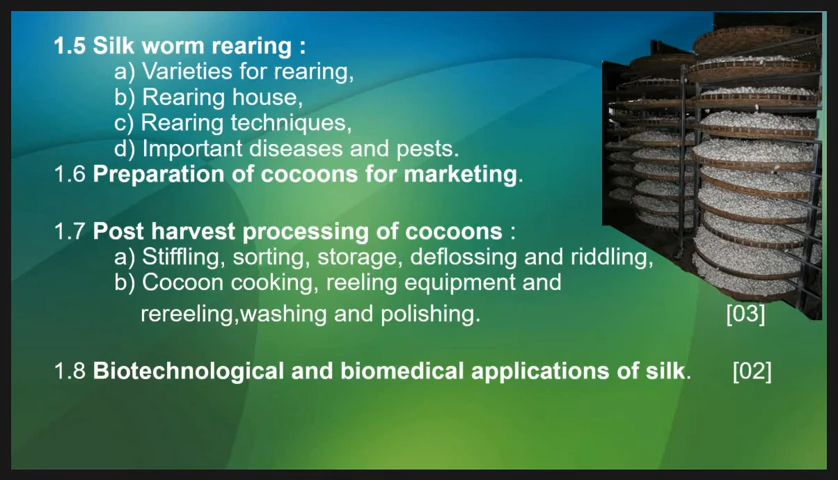 1.5 Silk worm rearing :
a) Varieties for rearing,
b) Rearing house,
c) Rearing techniques,
d) Important diseases and pests.
1.6 Preparation of cocoons for marketing.
1.7 Post harvest processing of cocoons :
a) Stiffling, sorting, storage, deflossing and riddling,
b) Cocoon cooking, reeling equipment and
rereeling,washing and polishing. [03]
1.8 Biotechnological and biomedical applications of silk. [02]